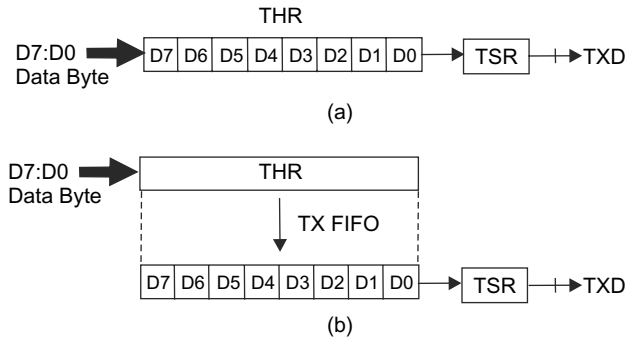 THR
D7:D0
Data Byte
D7 D6 D5 D4 D3 D2 D1 D0
TSR
TXD
(a)
D7:D0
Data Byte
THR
TX FIFO
D7 D6 D5 D4 D3 D2 D1 D0
TSR
TXD
(b)